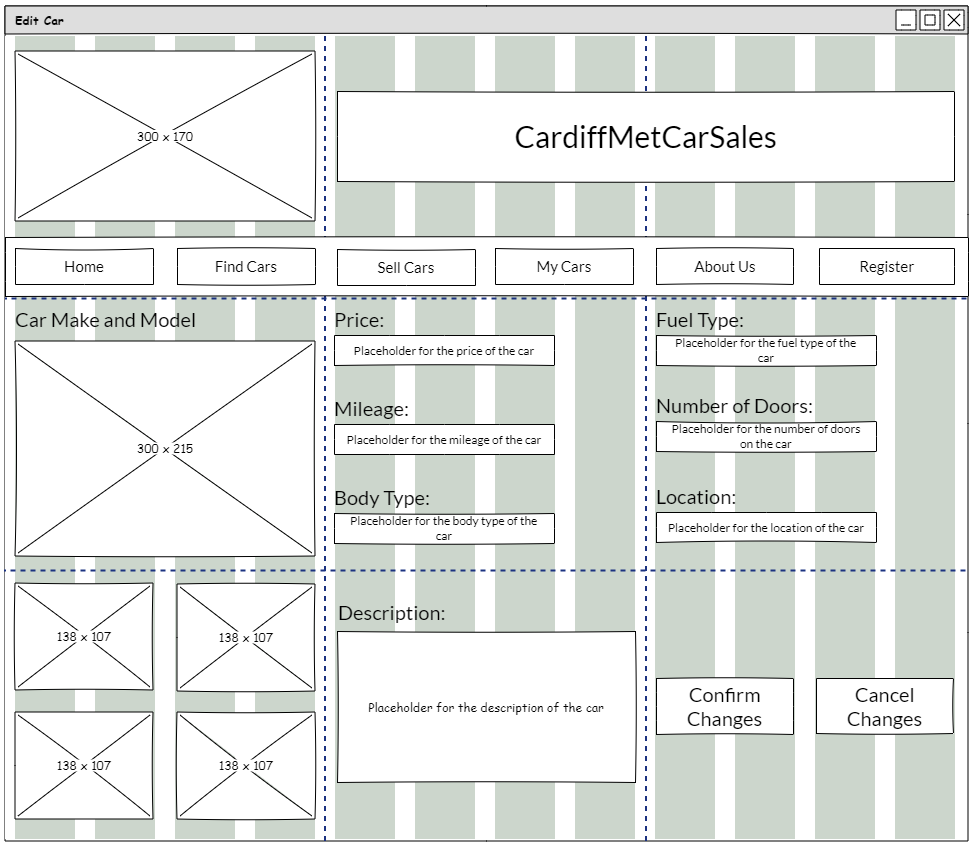 Edit Car
300 x 170
CardiffMetCarSales
Home
Find Cars
Sell Cars
My Cars
About Us
Register
Car Make and Model
300 x 215
Price:
Placeholder for the price of the car
Mileage:
Placeholder for the mileage of the car
Body Type:
Placeholder for the body type of the
car
Fuel Type:
Placeholder for the fuel type of the
car
Number of Doors:
Placeholder for the number of doors
on the car
Location:
Placeholder for the location of the car
138 x 107
138 x 107
138 x 107
138 x 107
Description:
Placeholder for the description of the car
Confirm
Changes
Cancel
Changes